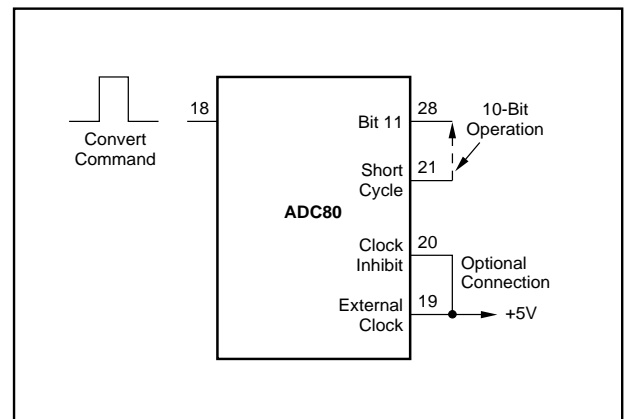 18
Convert
Command
ADC80
Bit 11
28
10-Bit
Operation
Short
Cycle
21
Clock
Inhibit
20
Optional
Connection
External
Clock
19
+5V